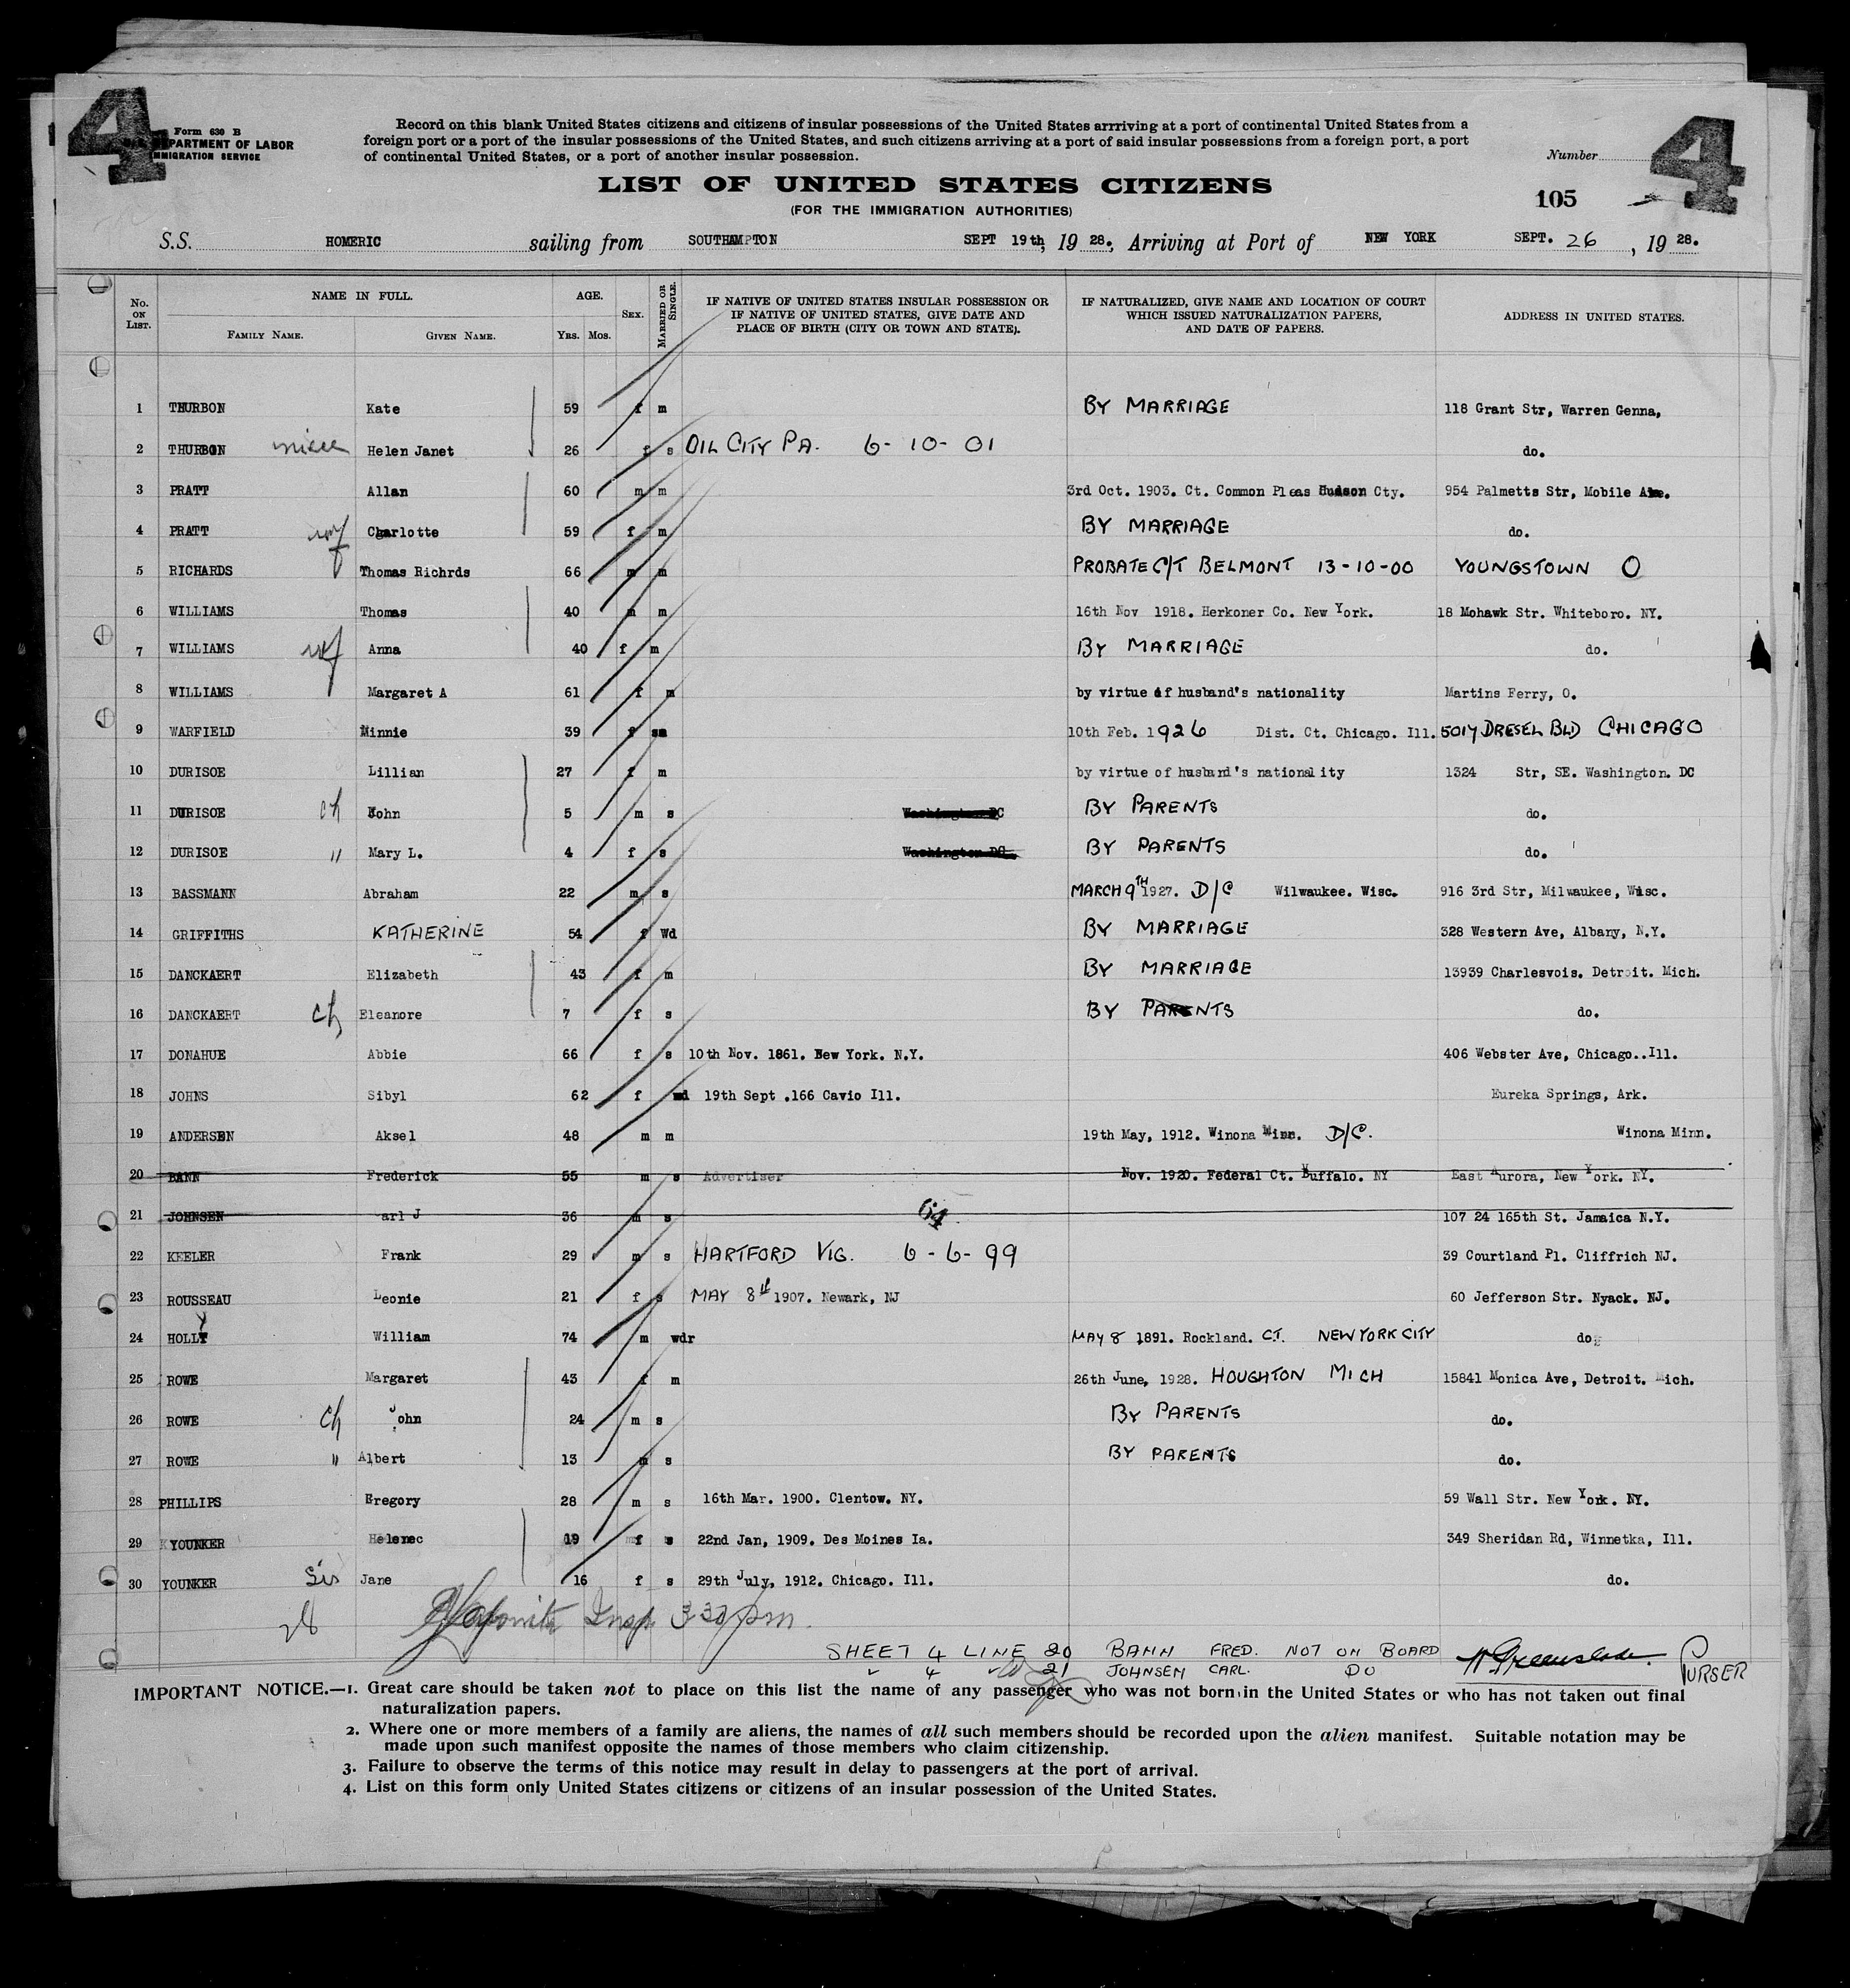 4
4
Form 630 B
U.S. DEPARTMENT OF LABOR
IMMIGRATION SERVICE
Record on this blank United States citizens and citizens of insular possessions of the United States arrriving at a port of continental United States from a
foreign port or a port of the insular possessions of the United States, and such citizens arriving at a port of said insular possessions from a foreign port, a port
of continental United States, or a port of another insular possession.
Number
LIST OF UNITED STATES CITIZENS
(FOR THE IMMIGRATION AUTHORITIES)
105
S.S. HOMERIC sailing from SOUTHAMPTON SEPT 19th, 1928., Arriving at Port of NEW YORK SEPT. 26, 1928.
No. ON LIST. NAME IN FULL. FAMILY NAME. GIVEN NAME. AGE. YRS. MOS. SEX. MARRIED OR SINGLE. IF NATIVE OF UNITED STATES INSULAR POSSESSION OR IF NATIVE OF UNITED STATES, GIVE DATE AND PLACE OF BIRTH (CITY OR TOWN AND STATE). IF NATURALIZED, GIVE NAME AND LOCATION OF COURT WHICH ISSUED NATURALIZATION PAPERS, AND DATE OF PAPERS. ADDRESS IN UNITED STATES.
1 THURBON Kate 59 f m BY MARRIAGE 118 Grant Str, Warren Genna,
2 THURBON niece Helen Janet 26 f s OIL CITY PA. 6-10-01 do.
3 PRATT Allan 60 m m 3rd Oct. 1903. Ct. Common Pleas Hudson Cty. 954 Palmetts Str, Mobile
4 PRATT wf Charlotte 59 f m BY MARRIAGE do.
5 RICHARDS Thomas Richrds 66 m m PROBATE C/T BELMONT 13-10-00 YOUNGSTOWN O
6 WILLIAMS Thomas 40 m m 16th Nov 1918. Herkoner Co. New York. 18 Mohawk Str. Whiteboro. NY.
7 WILLIAMS wf Anna 40 f m BY MARRIAGE do.
8 WILLIAMS Margaret A 61 f m by virtue of husband's nationality Martins Ferry, O.
9 WARFIELD Minnie 39 f 10th Feb. 1926 Dist. Ct. Chicago. Ill. 5017 DRESEL BLD CHICAGO
10 DURISOE Lillian 27 f m by virtue of husband's nationality 1324 Str, SE. Washington. DC
11 DURISOE ch John 5 m s Washington DC BY PARENTS do.
12 DURISOE " Mary L. 4 f s Washington DC. BY PARENTS do.
13 BASSMANN Abraham 22 m s MARCH 9TH 1927. D/C Wilwaukee. Wisc. 916 3rd Str, Milwaukee, Wisc.
14 GRIFFITHS KATHERINE 54 f Wd BY MARRIAGE 328 Western Ave, Albany, N.Y.
15 DANCKAERT Elizabeth 43 f m BY MARRIAGE 13939 Charlesvois. Detroit. Mich.
16 DANCKAERT ch Eleanore 7 f s BY PARENTS do.
17 DONAHUE Abbie 66 f s 10th Nov. 1861. New York. N.Y. 406 Webster Ave, Chicago..Ill.
18 JOHNS Sibyl 62 f 19th Sept .166 Cavio Ill. Eureka Springs, Ark.
19 ANDERSEN Aksel 48 m m 19th May, 1912. Winona Minn. D/C. Winona Minn.
20 BANN Frederick 55 m s Advertiser Nov. 1920. Federal Ct. Buffalo. NY East Aurora, New York. NY.
21 JOHNSEN arl J 36 m s 64 107 24 165th St. Jamaica N.Y.
22 KEELER Frank 29 m s HARTFORD VIG. 6-6-99 39 Courtland Pl. Cliffrich NJ.
23 ROUSSEAU Leonie 21 f s MAY 8th 1907. Newark, NJ 60 Jefferson Str. Nyack. NJ.
24 HOLLY William 74 m wdr MAY 8 1891. Rockland. CT. NEW YORK CITY do
25 ROWE Margaret 43 f m 26th June, 1928. HOUGHTON MICH 15841 Monica Ave, Detroit. Mich.
26 ROWE ch John 24 m s BY PARENTS do.
27 ROWE " Albert 13 m s BY PARENTS do.
28 PHILLIPS Gregory 28 m s 16th Mar. 1900. Clentow. NY. 59 Wall Str. New York. NY.
29 YOUNKER Helenec 19 f s 22nd Jan, 1909. Des Moines Ia. 349 Sheridan Rd, Winnetka, Ill.
30 YOUNKER Sis Jane 16 f s 29th July, 1912. Chicago. Ill. do.
28 Insp 330 pm
SHEET 4 LINE 20 BAHN FRED. NOT ON BOARD
" 4 " 21 JOHNSEN CARL. DO PURSER
IMPORTANT NOTICE.—1. Great care should be taken not to place on this list the name of any passenger who was not born in the United States or who has not taken out final
naturalization papers.
2. Where one or more members of a family are aliens, the names of all such members should be recorded upon the alien manifest. Suitable notation may be
made upon such manifest opposite the names of those members who claim citizenship.
3. Failure to observe the terms of this notice may result in delay to passengers at the port of arrival.
4. List on this form only United States citizens or citizens of an insular possession of the United States.